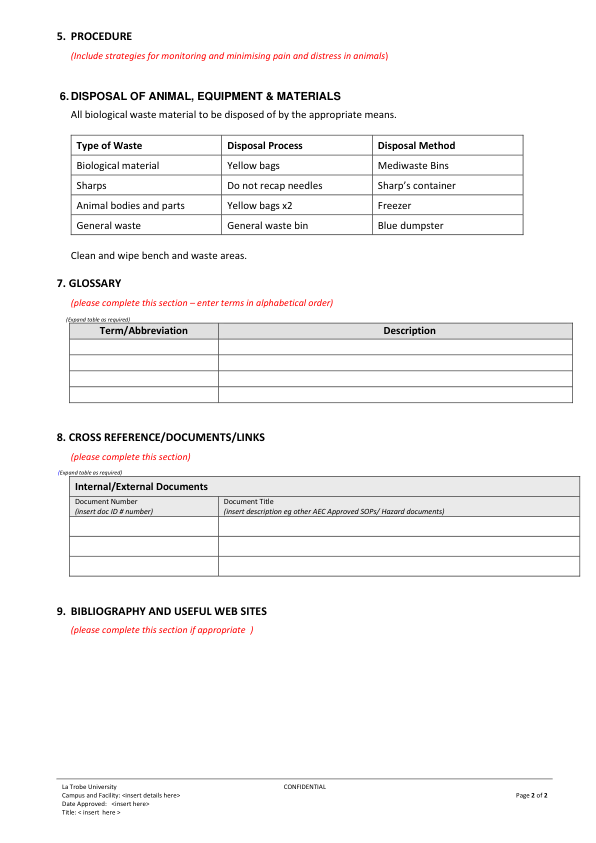 5. PROCEDURE
(Include strategies for monitoring and minimising pain and distress in animals)
6. DISPOSAL OF ANIMAL, EQUIPMENT & MATERIALS
All biological waste material to be disposed of by the appropriate means.
Type of Waste Disposal Process Disposal Method
Biological material Yellow bags Mediwaste Bins
Sharps Do not recap needles Sharp's container
Animal bodies and parts Yellow bags x2 Freezer
General waste General waste bin Blue dumpster
Clean and wipe bench and waste areas.
7. GLOSSARY
(please complete this section – enter terms in alphabetical order)
(Expand table as required)
Term/Abbreviation Description
8. CROSS REFERENCE/DOCUMENTS/LINKS
(please complete this section)
(Expand table as required)
Internal/External Documents
Document Number Document Title
(insert doc ID # number) (insert description eg other AEC Approved SOPs/ Hazard documents)
9. BIBLIOGRAPHY AND USEFUL WEB SITES
(please complete this section if appropriate )
La Trobe University CONFIDENTIAL
Campus and Facility: <insert details here> Page 2 of 2
Date Approved: <insert here>
Title: < insert here >